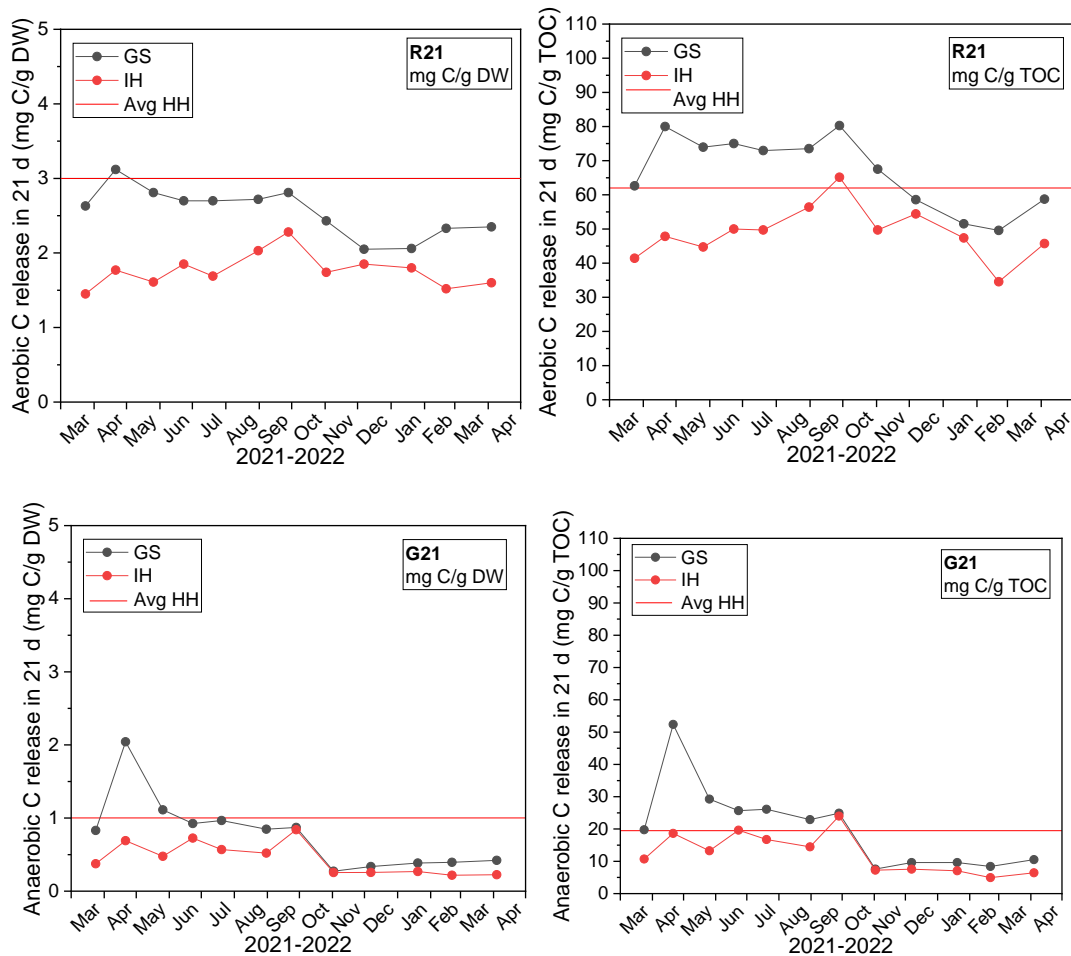 Aerobic C release in 21 d (mg C/g DW)
5
4
3
2
1
0
GS
IH
Avg HH
R21
mg C/g DW
Mar
Apr
May
Jun
Jul
Aug
Sep
Oct
Nov
Dec
Jan
Feb
Mar
Apr
2021-2022
Aerobic C release in 21 d (mg C/g TOC)
110
100
90
80
70
60
50
40
30
20
10
0
GS
IH
Avg HH
R21
mg C/g TOC
Mar
Apr
May
Jun
Jul
Aug
Sep
Oct
Nov
Dec
Jan
Feb
Mar
Apr
2021-2022
Anaerobic C release in 21 d (mg C/g DW)
5
4
3
2
1
0
GS
IH
Avg HH
G21
mg C/g DW
Mar
Apr
May
Jun
Jul
Aug
Sep
Oct
Nov
Dec
Jan
Feb
Mar
Apr
2021-2022
Anaerobic C release in 21 d (mg C/g TOC)
110
100
90
80
70
60
50
40
30
20
10
0
GS
IH
Avg HH
G21
mg C/g TOC
Mar
Apr
May
Jun
Jul
Aug
Sep
Oct
Nov
Dec
Jan
Feb
Mar
Apr
2021-2022